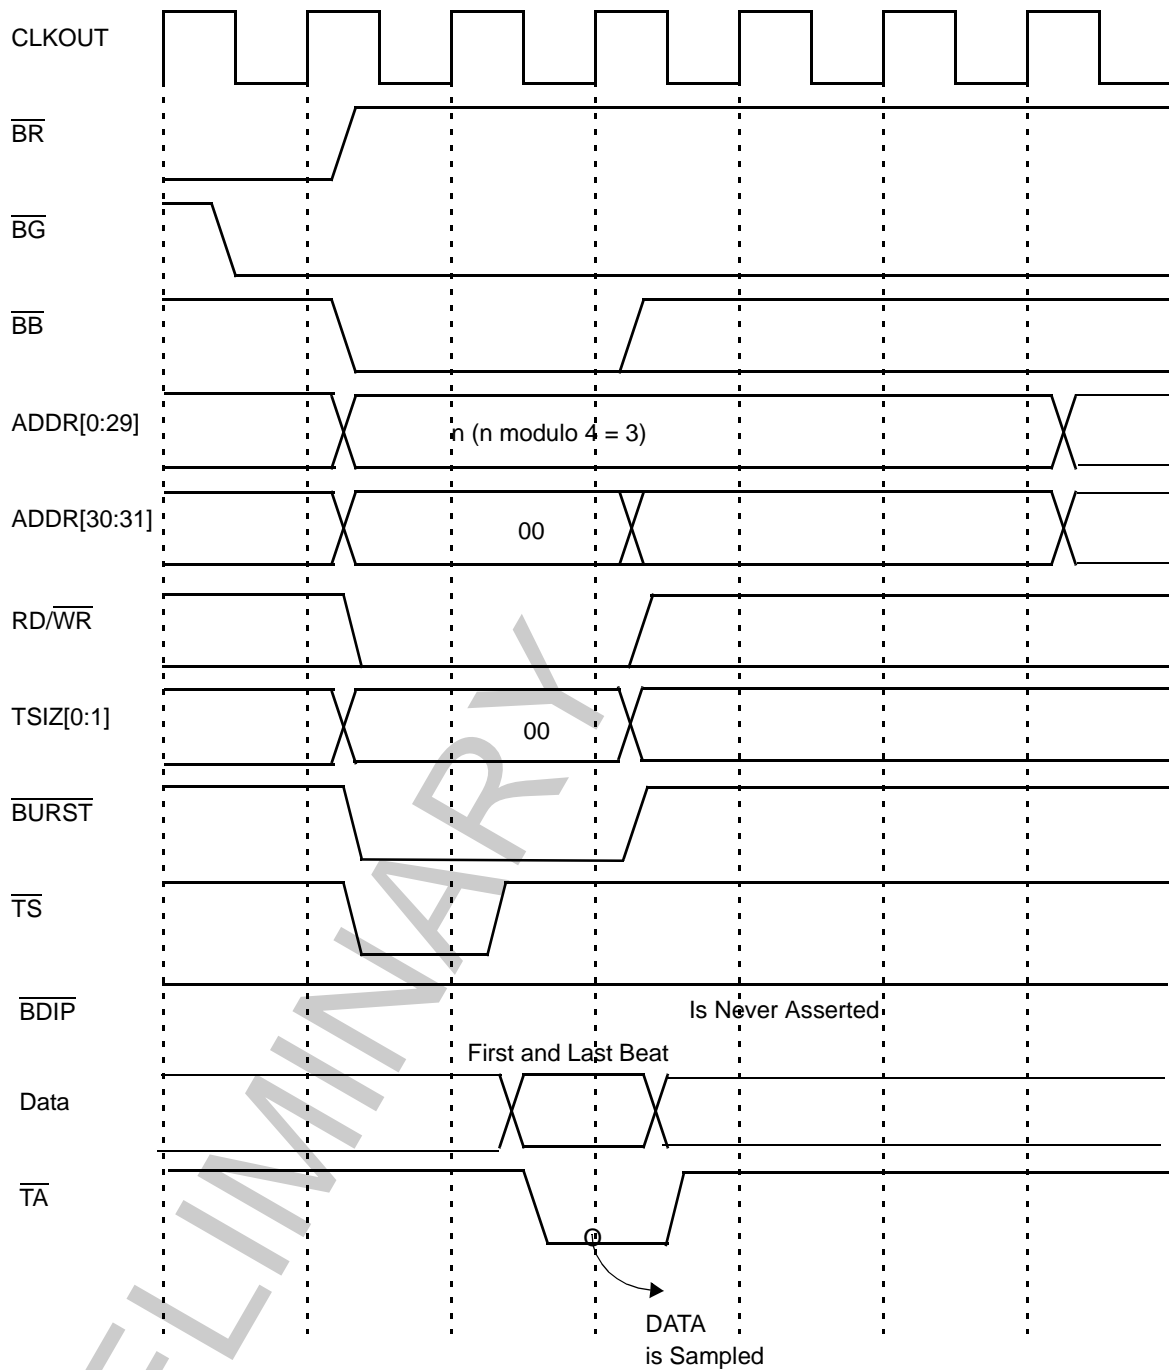 CLKOUT
BR
BG
BB
ADDR[0:29]
n (n modulo 4 = 3)
ADDR[30:31]
00
RD/WR
TSIZ[0:1]
00
BURST
TS
BDIP
Is Never Asserted
First and Last Beat
Data
TA
DATA
is Sampled
ELIMINARY